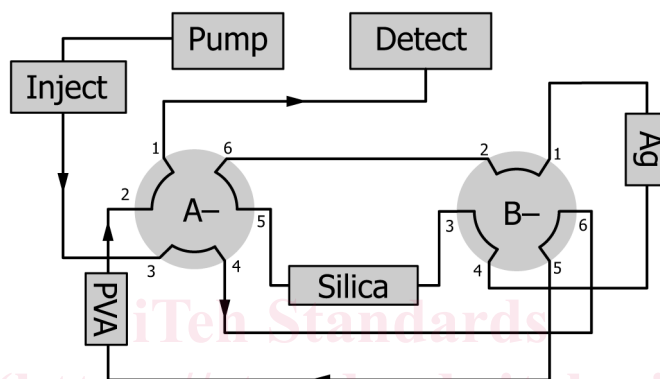 Pump
Detect
Inject
1
6
2
A–
5
3
4
2
1
B–
3
6
4
5
Ag
Silica
PVA
iTeh Standards